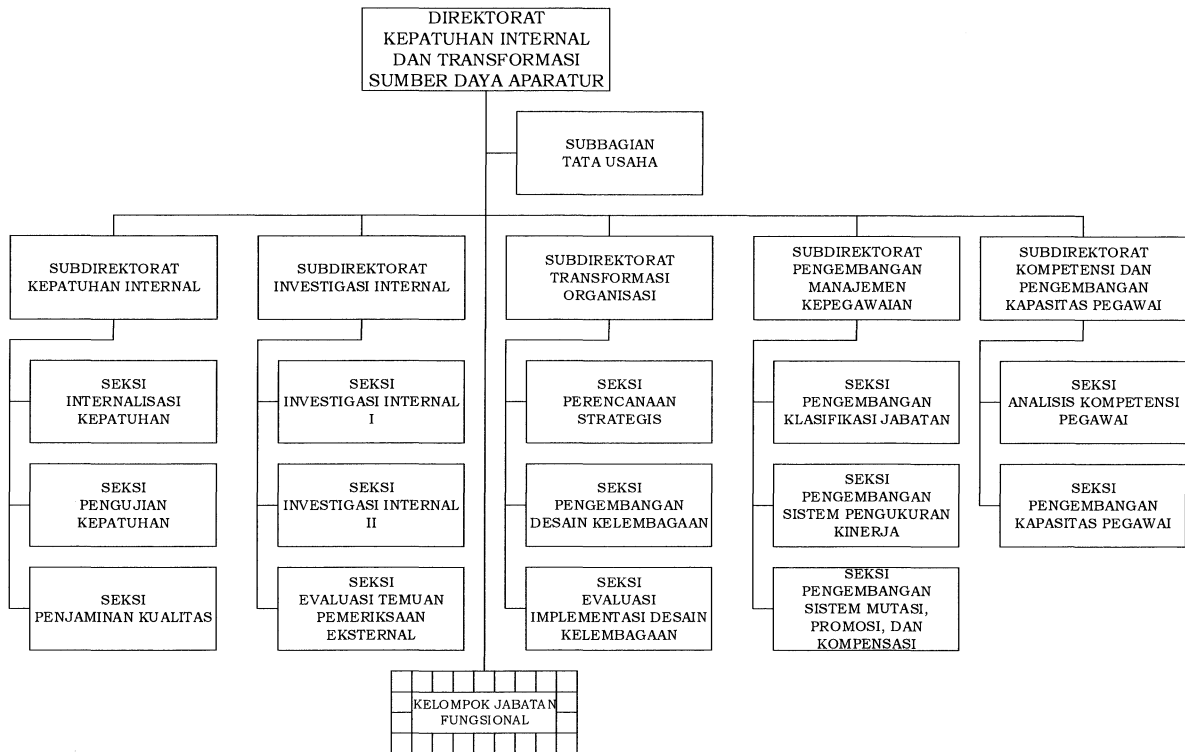 DIREKTORAT
KEPATUHAN INTERNAL
DAN TRANSFORMASI
SUMBER DAYA APARATUR
SUBBAGIAN
TATA USAHA
SUBDIREKTORAT
KEPATUHAN INTERNAL
SUBDIREKTORAT
INVESTIGASI INTERNAL
SUBDIREKTORAT
TRANSFORMASI
ORGANISASI
SUBDIREKTORAT
PENGEMBANGAN
MANAJEMEN
KEPEGAWAIAN
SUBDIREKTORAT
KOMPETENSI DAN
PENGEMBANGAN
KAPASITAS PEGAWAI
SEKSI
INTERNALISASI
KEPATUHAN
SEKSI
INVESTIGASI INTERNAL
I
SEKSI
PERENCANAAN
STRATEGIS
SEKSI
PENGEMBANGAN
KLASIFIKASI JABATAN
SEKSI
ANALISIS KOMPETENSI
PEGAWAI
SEKSI
PENGUJIAN
KEPATUHAN
SEKSI
INVESTIGASI INTERNAL
II
SEKSI
PENGEMBANGAN
DESAIN KELEMBAGAAN
SEKSI
PENGEMBANGAN
SISTEM PENGUKURAN
KINERJA
SEKSI
PENGEMBANGAN
KAPASITAS PEGAWAI
SEKSI
PENJAMINAN KUALITAS
SEKSI
EVALUASI TEMUAN
PEMERIKSAAN
EKSTERNAL
SEKSI
EVALUASI
IMPLEMENTASI DESAIN
KELEMBAGAAN
SEKSI
PENGEMBANGAN
SISTEM MUTASI,
PROMOSI, DAN
KOMPENSASI
KELOMPOK JABATAN
FUNGSIONAL